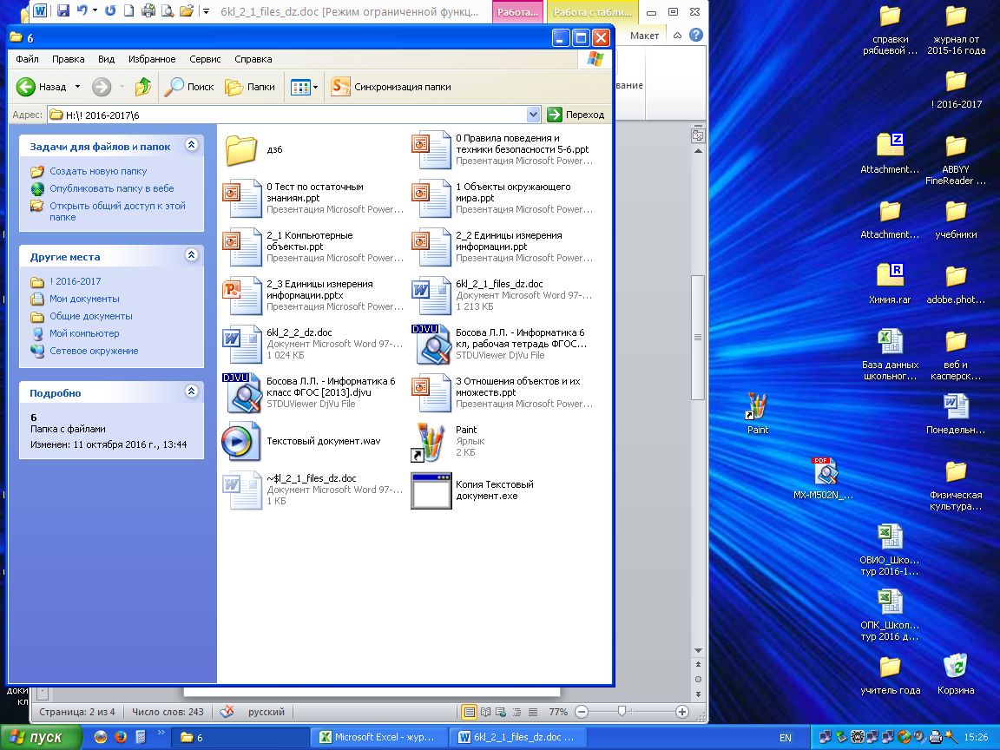 6kl_2_1_files_dz.doc [Режим ограниченной функц...
Работа...
Работа с табли...
Макет
6
Файл Правка Вид Избранное Сервис Справка
Назад
Поиск
Папки
Синхронизация папки
вание
Адрес: H:\! 2016-2017\6
Переход
Задачи для файлов и папок
Создать новую папку
Опубликовать папку в вебе
Открыть общий доступ к этой
папке
Другие места
! 2016-2017
Мои документы
Общие документы
Мой компьютер
Сетевое окружение
Подробно
6
Папка с файлами
Изменен: 11 октября 2016 г., 13:44
дз6
0 Правила поведения и
техники безопасности 5-6.ppt
Презентация Microsoft Power...
0 Тест по остаточным
знаниям.ppt
Презентация Microsoft Power...
1 Объекты окружающего
мира.ppt
Презентация Microsoft Power...
2_1 Компьютерные
объекты.ppt
Презентация Microsoft Power...
2_2 Единицы измерения
информации.ppt
Презентация Microsoft Power...
2_3 Единицы измерения
информации.pptx
Презентация Microsoft Power...
6kl_2_1_files_dz.doc
Документ Microsoft Word 97-...
1 213 КБ
6kl_2_2_dz.doc
Документ Microsoft Word 97-...
1 024 КБ
DJVU
Босова Л.Л. - Информатика 6
кл, рабочая тетрадь ФГОС...
STDUViewer DjVu File
DJVU
Босова Л.Л. - Информатика 6
класс ФГОС [2013].djvu
STDUViewer DjVu File
3 Отношения объектов и их
множеств.ppt
Презентация Microsoft Power...
Текстовый документ.wav
Paint
Ярлык
2 КБ
~$l_2_1_files_dz.doc
Документ Microsoft Word 97-...
1 КБ
Копия Текстовый
документ.exe
справки
рябцевой ...
журнал от
2015-16 года
! 2016-2017
Z
Attachment...
ABBYY
FineReader ...
Attachment...
учебники
R
Химия.rar
adobe.phot...
База данных
школьног...
веб и
касперск...
Paint
Понедельн...
PDF
MX-M502N_...
Физическая
культура...
ОВИО_Шко...
тур 2016-1...
ОПК_Школ...
тур 2016 д...
учитель года
Корзина
доки
кл
Страница: 2 из 4
Число слов: 243
русский
77%
пуск
6
Microsoft Excel - жур...
6kl_2_1_files_dz.doc ...
EN
15:26